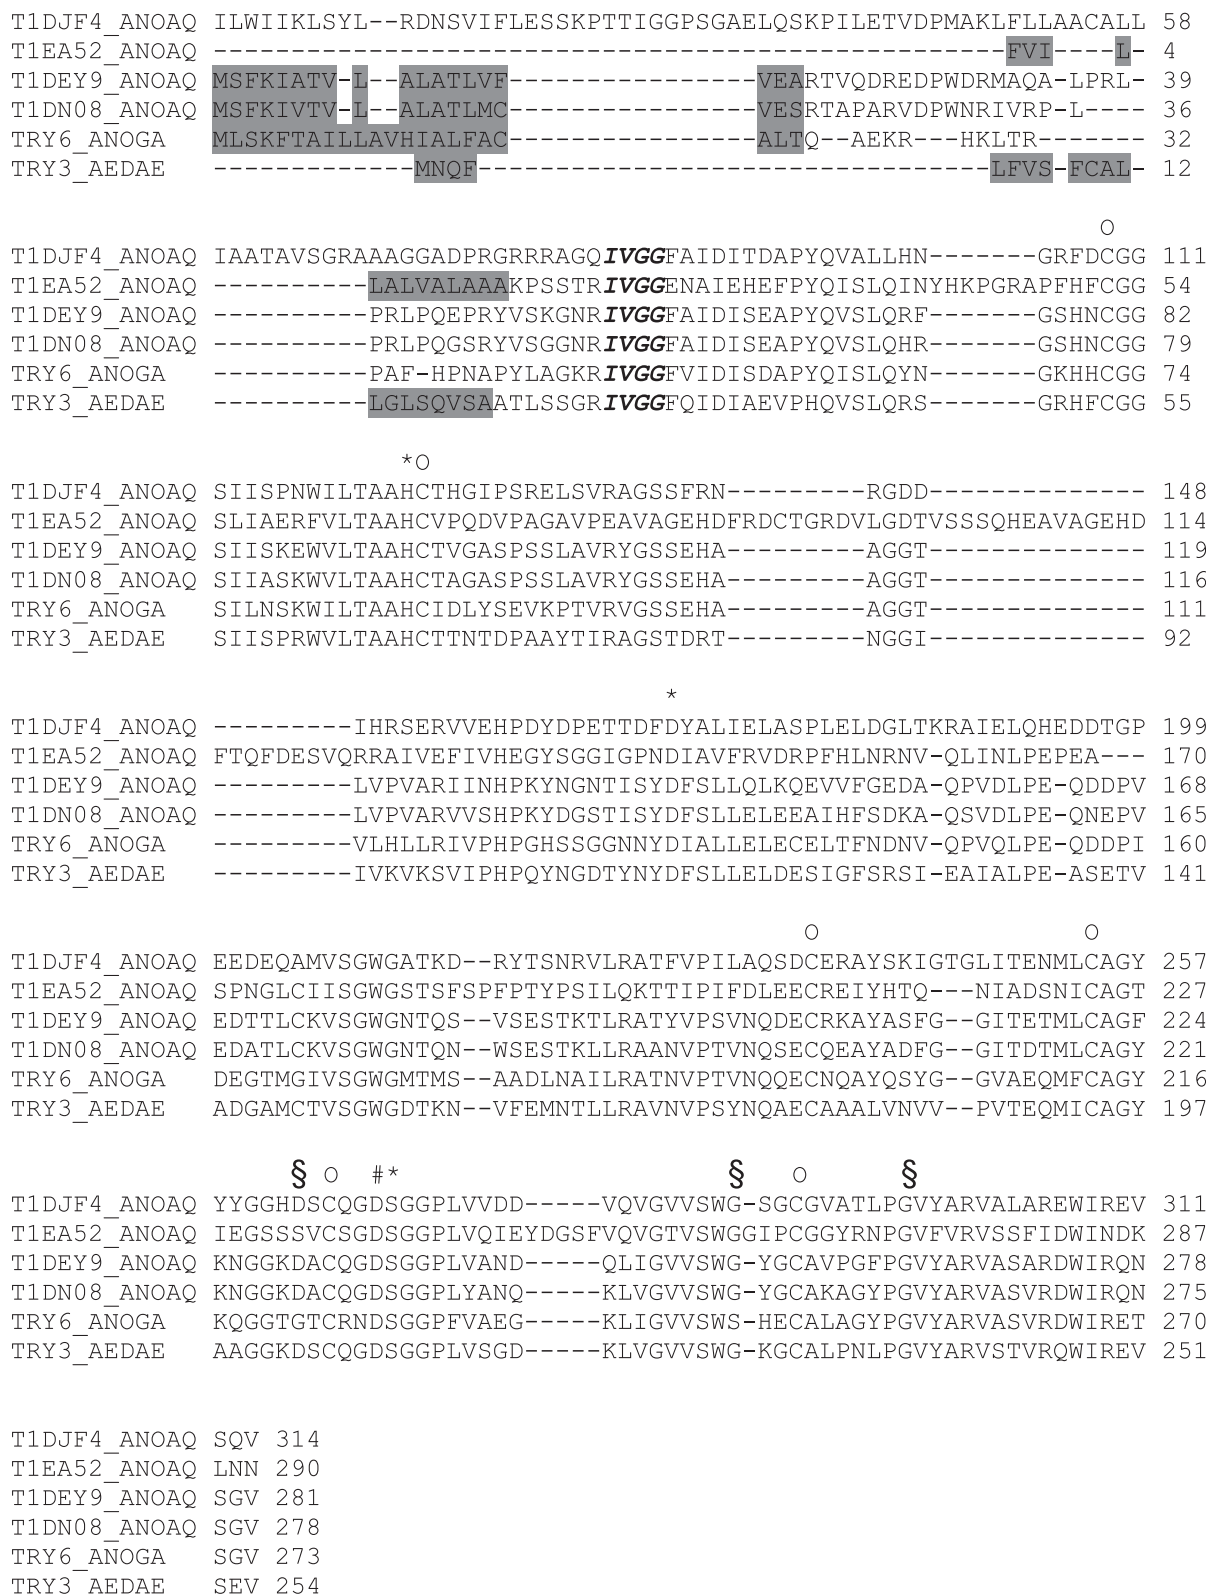 T1DJF4_ANOAQ ILWIIKLSYL--RDNSVIFLESSKPTTIGGPSGAELQSKPILETVDPMAKLFLLAACALL 58
T1EA52_ANOAQ ---------------------------------------------------FVI----L- 4
T1DEY9_ANOAQ MSFKIATV-L--ALATLVF----------------VEARTVQDREDPWDRMAQA-LPRL- 39
T1DN08_ANOAQ MSFKIVTV-L--ALATLMC----------------VESRTAPARVDPWNRIVRP-L---- 36
TRY6_ANOGA MLSKFTAILLAVHIALFAC----------------ALTQ--AEKR---HKLTR------- 32
TRY3_AEDAE -------------MNQF---------------------------------LFVS-FCAL- 12
O
T1DJF4_ANOAQ IAATAVSGRAAAGGADPRGRRRAGQIVGGFAIDITDAPYQVALLHN-------GRFDCGG 111
T1EA52_ANOAQ ----------LALVALAAAKPSSTRIVGGENAIEHEFPYQISLQINYHKPGRAPFHFCGG 54
T1DEY9_ANOAQ ----------PRLPQEPRYVSKGNRIVGGFAIDISEAPYQVSLQRF-------GSHNCGG 82
T1DN08_ANOAQ ----------PRLPQGSRYVSGGNRIVGGFAIDISEAPYQVSLQHR-------GSHNCGG 79
TRY6_ANOGA ----------PAF-HPNAPYLAGKRIVGGFVIDISDAPYQISLQYN-------GKHHCGG 74
TRY3_AEDAE ----------LGLSQVSAATLSSGRIVGGFQIDIAEVPHQVSLQRS-------GRHFCGG 55
*O
T1DJF4_ANOAQ SIISPNWILTAAHCTHGIPSRELSVRAGSSFRN---------RGDD-------------- 148
T1EA52_ANOAQ SLIAERFVLTAAHCVPQDVPAGAVPEAVAGEHDFRDCTGRDVLGDTVSSSQHEAVAGEHD 114
T1DEY9_ANOAQ SIISKEWVLTAAHCTVGASPSSLAVRYGSSEHA---------AGGT-------------- 119
T1DN08_ANOAQ SIIASKWVLTAAHCTAGASPSSLAVRYGSSEHA---------AGGT-------------- 116
TRY6_ANOGA SILNSKWILTAAHCIDLYSEVKPTVRVGSSEHA---------AGGT-------------- 111
TRY3_AEDAE SIISPRWVLTAAHCTTNTDPAAYTIRAGSTDRT---------NGGI-------------- 92
*
T1DJF4_ANOAQ ---------IHRSERVVEHPDYDPETTDFDYALIELASPLELDGLTKRAIELQHEDDTGP 199
T1EA52_ANOAQ FTQFDESVQRRAIVEFIVHEGYSGGIGPNDIAVFRVDRPFHLNRNV-QLINLPEPEA--- 170
T1DEY9_ANOAQ ---------LVPVARIINHPKYNGNTISYDFSLLQLKQEVVFGEDA-QPVDLPE-QDDPV 168
T1DN08_ANOAQ ---------LVPVARVVSHPKYDGSTISYDFSLLELEEAIHFSDKA-QSVDLPE-QNEPV 165
TRY6_ANOGA ---------VLHLLRIVPHPGHSSGGNNYDIALLELECELTFNDNV-QPVQLPE-QDDPI 160
TRY3_AEDAE ---------IVKVKSVIPHPQYNGDTYNYDFSLLELDESIGFSRSI-EAIALPE-ASETV 141
O O
T1DJF4_ANOAQ EEDEQAMVSGWGATKD--RYTSNRVLRATFVPILAQSDCERAYSKIGTGLITENMLCAGY 257
T1EA52_ANOAQ SPNGLCIISGWGSTSFSPFPTYPSILQKTTIPIFDLEECREIYHTQ---NIADSNICAGT 227
T1DEY9_ANOAQ EDTTLCKVSGWGNTQS--VSESTKTLRATYVPSVNQDECRKAYASFG--GITETMLCAGF 224
T1DN08_ANOAQ EDATLCKVSGWGNTQN--WSESTKLLRAANVPTVNQSECQEAYADFG--GITDTMLCAGY 221
TRY6_ANOGA DEGTMGIVSGWGMTMS--AADLNAILRATNVPTVNQQECNQAYQSYG--GVAEQMFCAGY 216
TRY3_AEDAE ADGAMCTVSGWGDTKN--VFEMNTLLRAVNVPSYNQAECAAALVNVV--PVTEQMICAGY 197
§ O #* § O §
T1DJF4_ANOAQ YYGGHDSCQGDSGGPLVVDD-----VQVGVVSWG-SGCGVATLPGVYARVALAREWIREV 311
T1EA52_ANOAQ IEGSSSVCSGDSGGPLVQIEYDGSFVQVGTVSWGGIPCGGYRNPGVFVRVSSFIDWINDK 287
T1DEY9_ANOAQ KNGGKDACQGDSGGPLVAND-----QLIGVVSWG-YGCAVPGFPGVYARVASARDWIRQN 278
T1DN08_ANOAQ KNGGKDACQGDSGGPLYANQ-----KLVGVVSWG-YGCAKAGYPGVYARVASVRDWIRQN 275
TRY6_ANOGA KQGGTGTCRNDSGGPFVAEG-----KLIGVVSWS-HECALAGYPGVYARVASVRDWIRET 270
TRY3_AEDAE AAGGKDSCQGDSGGPLVSGD-----KLVGVVSWG-KGCALPNLPGVYARVSTVRQWIREV 251
T1DJF4_ANOAQ SQV 314
T1EA52_ANOAQ LNN 290
T1DEY9_ANOAQ SGV 281
T1DN08_ANOAQ SGV 278
TRY6_ANOGA SGV 273
TRY3_AEDAE SEV 254